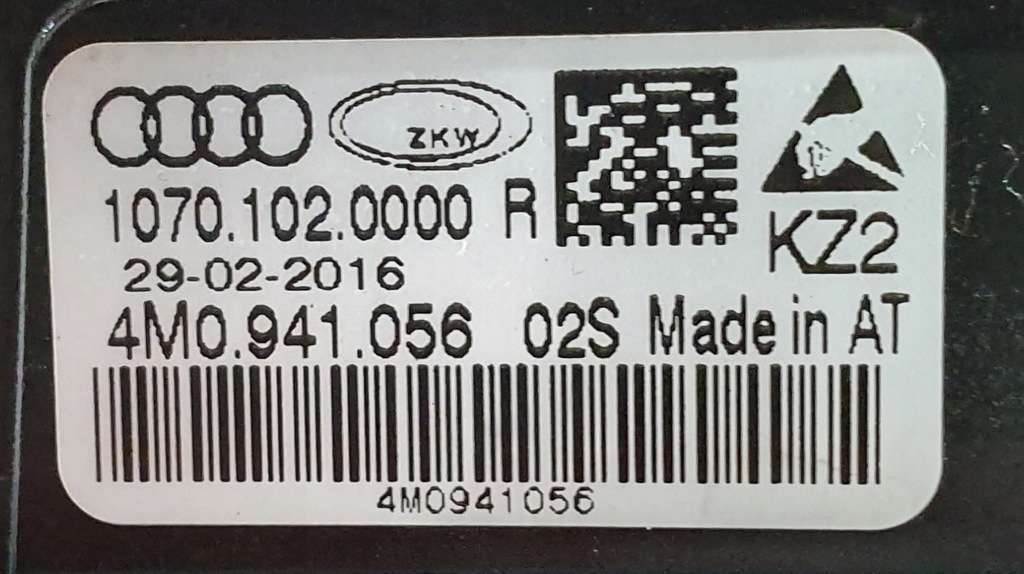 ZKW
1070.102.0000 R
KZ2
29-02-2016
4M0.941.056 02S Made in AT
4M0941056